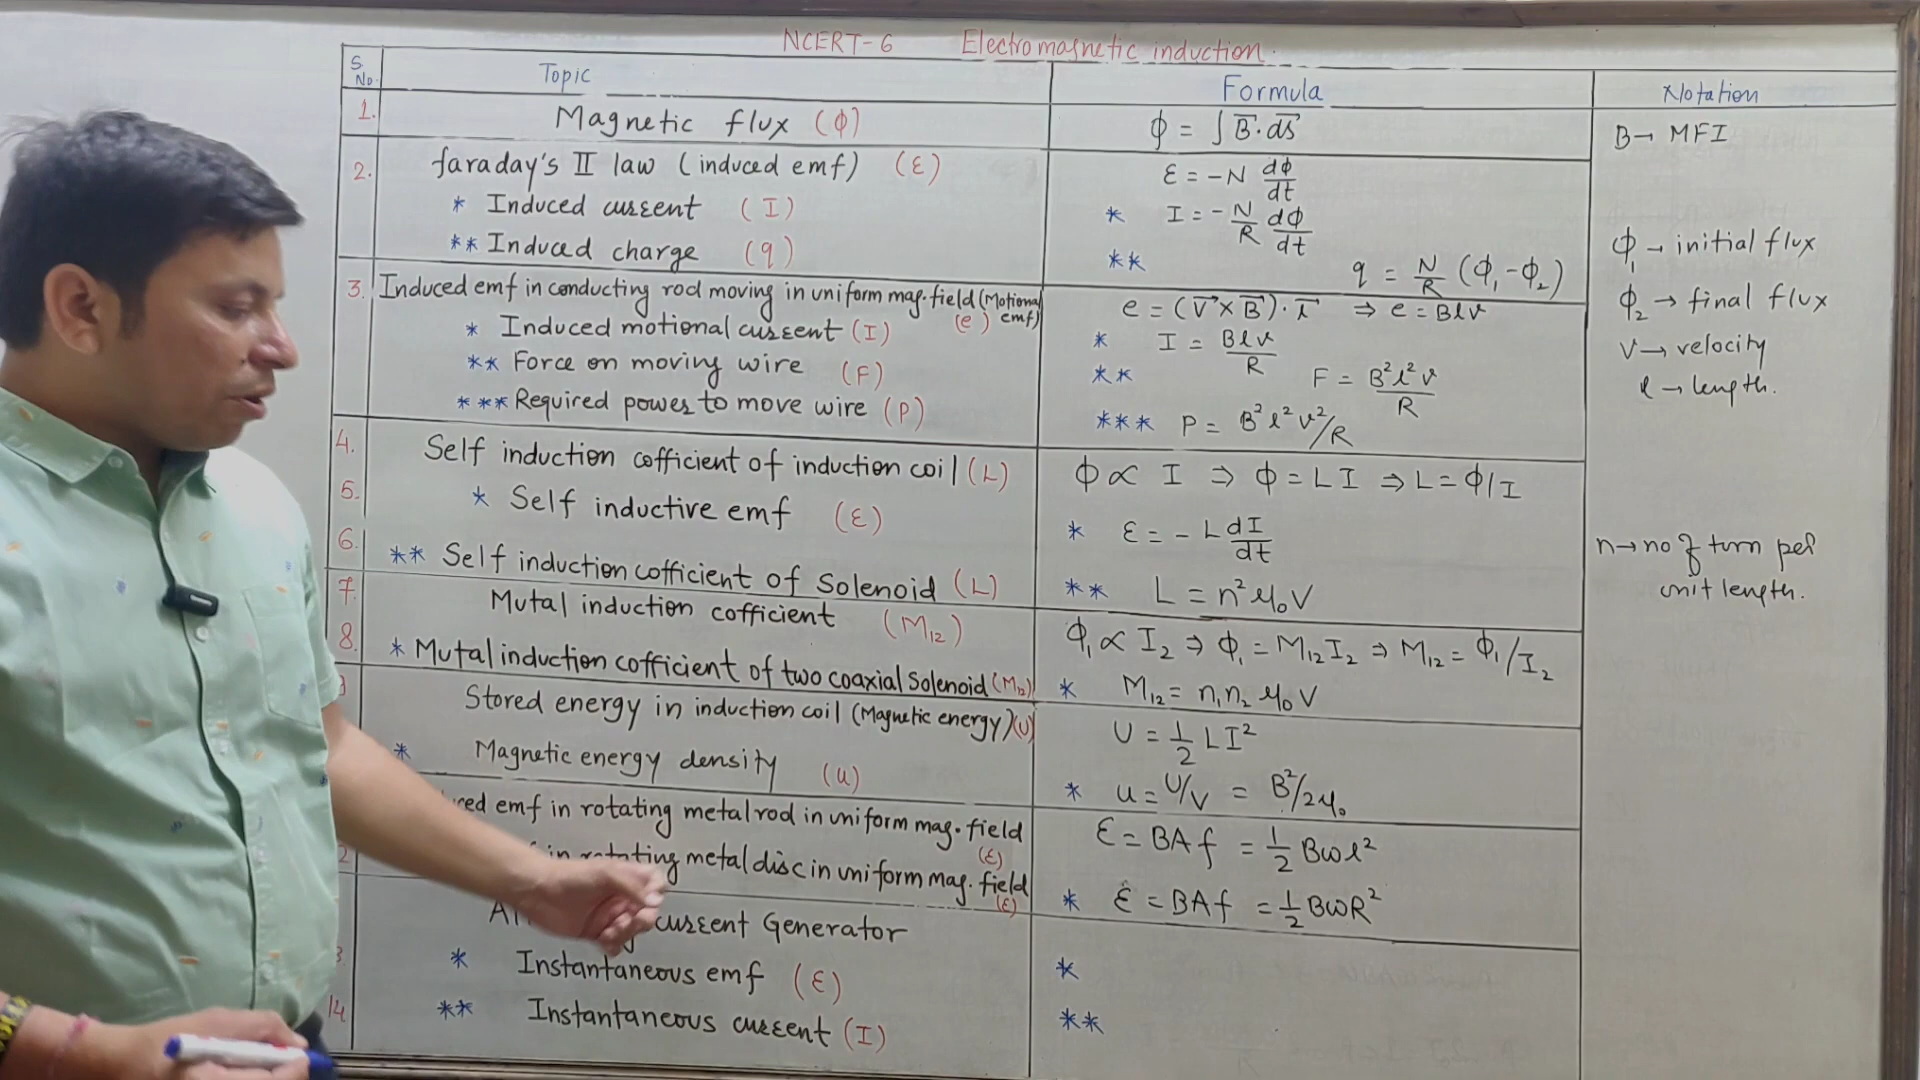 NCERT-6 Electromagnetic induction.
S. No. Topic Formula Notation
1. Magnetic flux (ϕ) ϕ = ∫ B⃗·ds⃗ B→ MFI
2. faraday's II law (induced emf) (ε) ε = -N dϕ/dt
* Induced current (I) * I = -N/R dϕ/dt
** Induced charge (q) ** q = N/R (ϕ₁-ϕ₂) ϕ₁→ initial flux
ϕ₂ → final flux
3. Induced emf in conducting rod moving in uniform mag. field (Motional emf) (e) e = (V⃗×B⃗)·l⃗ ⇒ e = Blv
* Induced motional current (I) * I = Blv/R V→ velocity
** Force on moving wire (F) ** F = B²l²v/R l→ length.
*** Required power to move wire (P) *** P = B²l²v²/R
4. Self induction cofficient of induction coil (L) ϕ ∝ I ⇒ ϕ = LI ⇒ L = ϕ/I
5. * Self inductive emf (ε) * ε = - L dI/dt
6. ** Self induction cofficient of Solenoid (L) ** L = n²μ₀V n→ no of turn per
unit length.
7. Mutal induction cofficient (M₁₂) ϕ₁ ∝ I₂ ⇒ ϕ₁ = M₁₂I₂ ⇒ M₁₂ = ϕ₁/I₂
8. * Mutal induction cofficient of two coaxial Solenoid (M₁₂) * M₁₂ = n₁n₂ μ₀V
Stored energy in induction coil (Magnetic energy) (U) U = 1/2 LI²
* Magnetic energy density (u) * u = U/V = B²/2μ₀
emf in rotating metal rod in uniform mag. field (ε) ε = BAf = 1/2 Bωl²
in rotating metal disc in uniform mag. field (ε) * ε = BAf = 1/2 BωR²
current Generator
* Instantaneous emf (ε) *
14 ** Instantaneous current (I) **